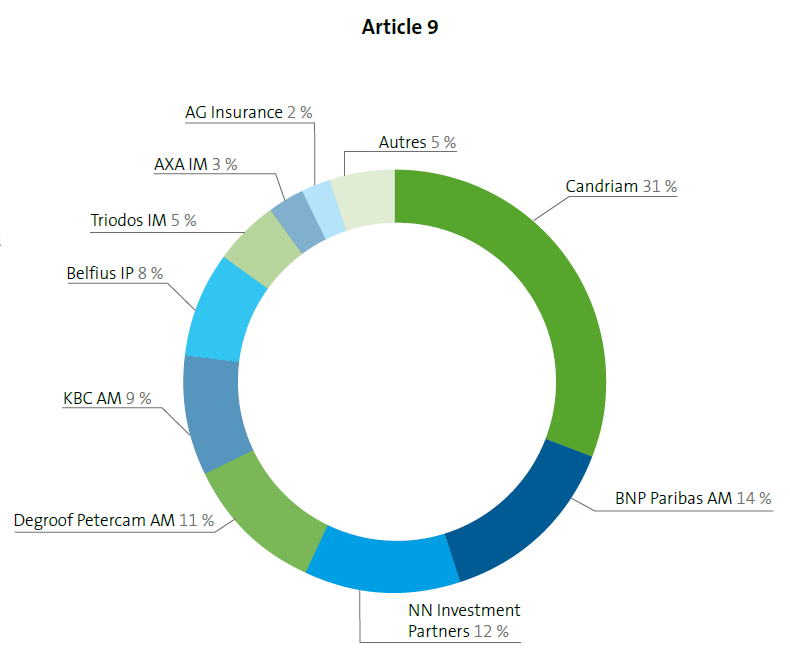 Article 9
AG Insurance 2 %
Autres 5 %
AXA IM 3 %
Candriam 31 %
Triodos IM 5 %
Belfius IP 8 %
KBC AM 9 %
BNP Paribas AM 14 %
Degroof Petercam AM 11 %
NN Investment
Partners 12 %